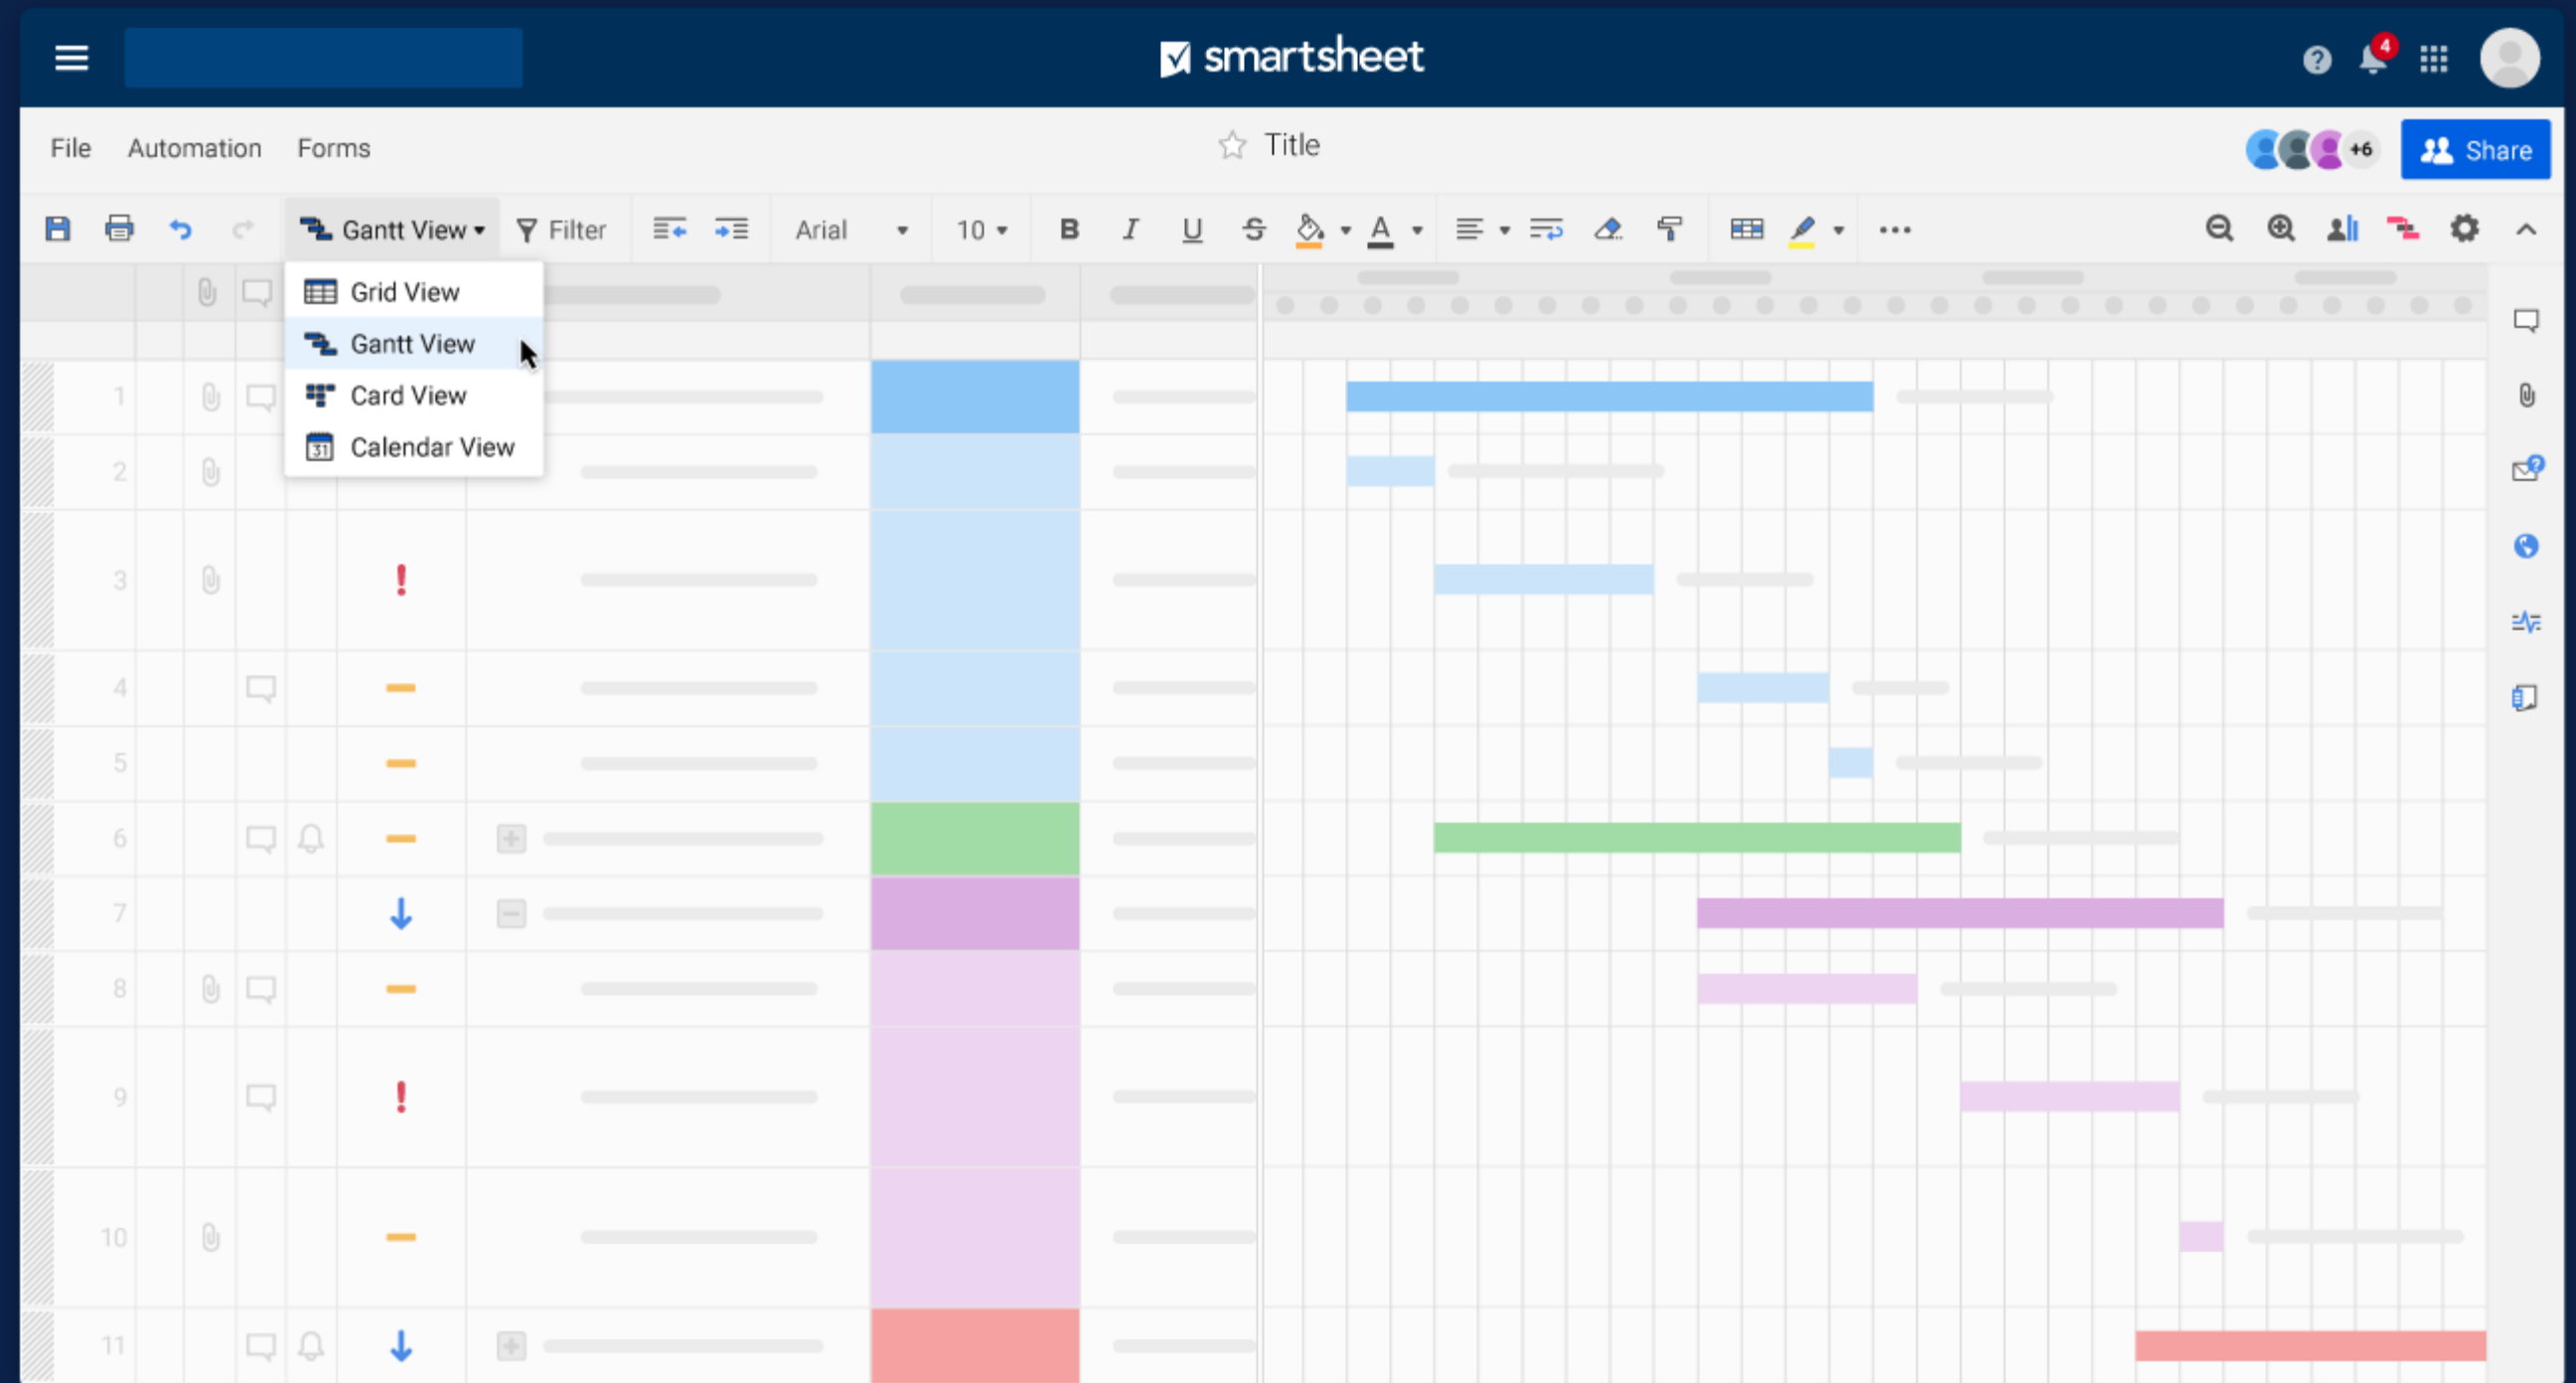 smartsheet
4
File Automation Forms
Title
+6
Share
Gantt View
Filter
Arial
10
B I U S A
Grid View
Gantt View
Card View
Calendar View
31
1
2
3
4
5
6
7
8
9
10
11